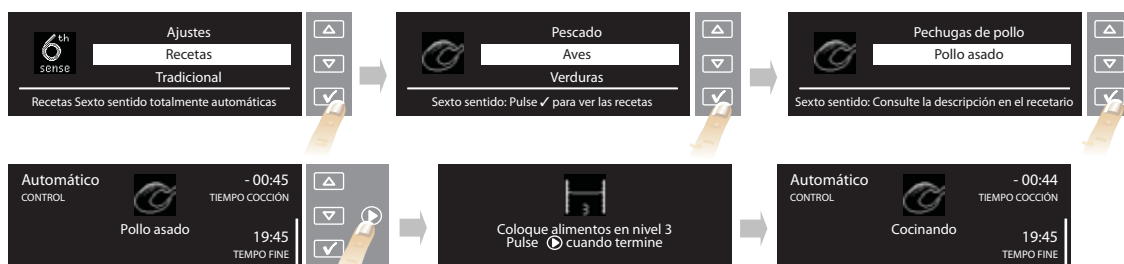 Ajustes
6th sense
Recetas
Tradicional
Recetas Sexto sentido totalmente automáticas
Pescado
Aves
Verduras
Sexto sentido: Pulse ✓ para ver las recetas
Pechugas de pollo
Pollo asado
Sexto sentido: Consulte la descripción en el recetario
Automático
CONTROL
- 00:45
TIEMPO COCCIÓN
Pollo asado
19:45
TEMPO FINE
3
Coloque alimentos en nivel 3
Pulse ▶ cuando termine
Automático
CONTROL
- 00:44
TIEMPO COCCIÓN
Cocinando
19:45
TEMPO FINE